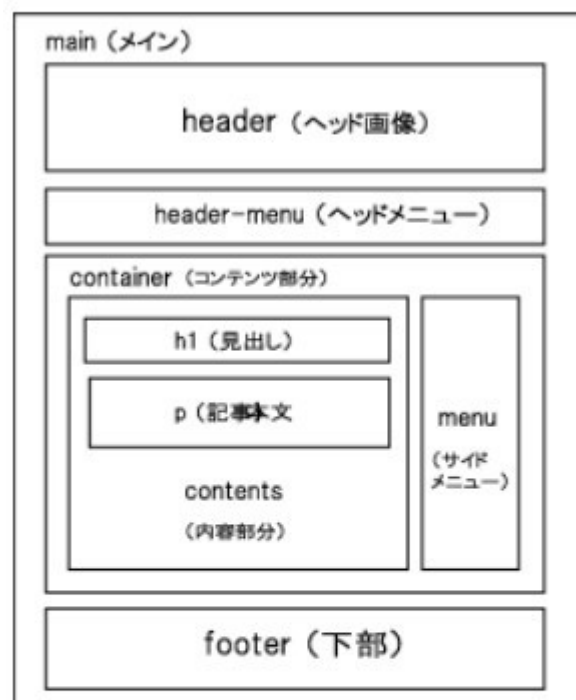 main（メイン）
header（ヘッド画像）
header-menu（ヘッドメニュー）
container（コンテンツ部分）
h1（見出し）
p（記事本文
menu
（サイド
メニュー）
contents
（内容部分）
footer（下部）